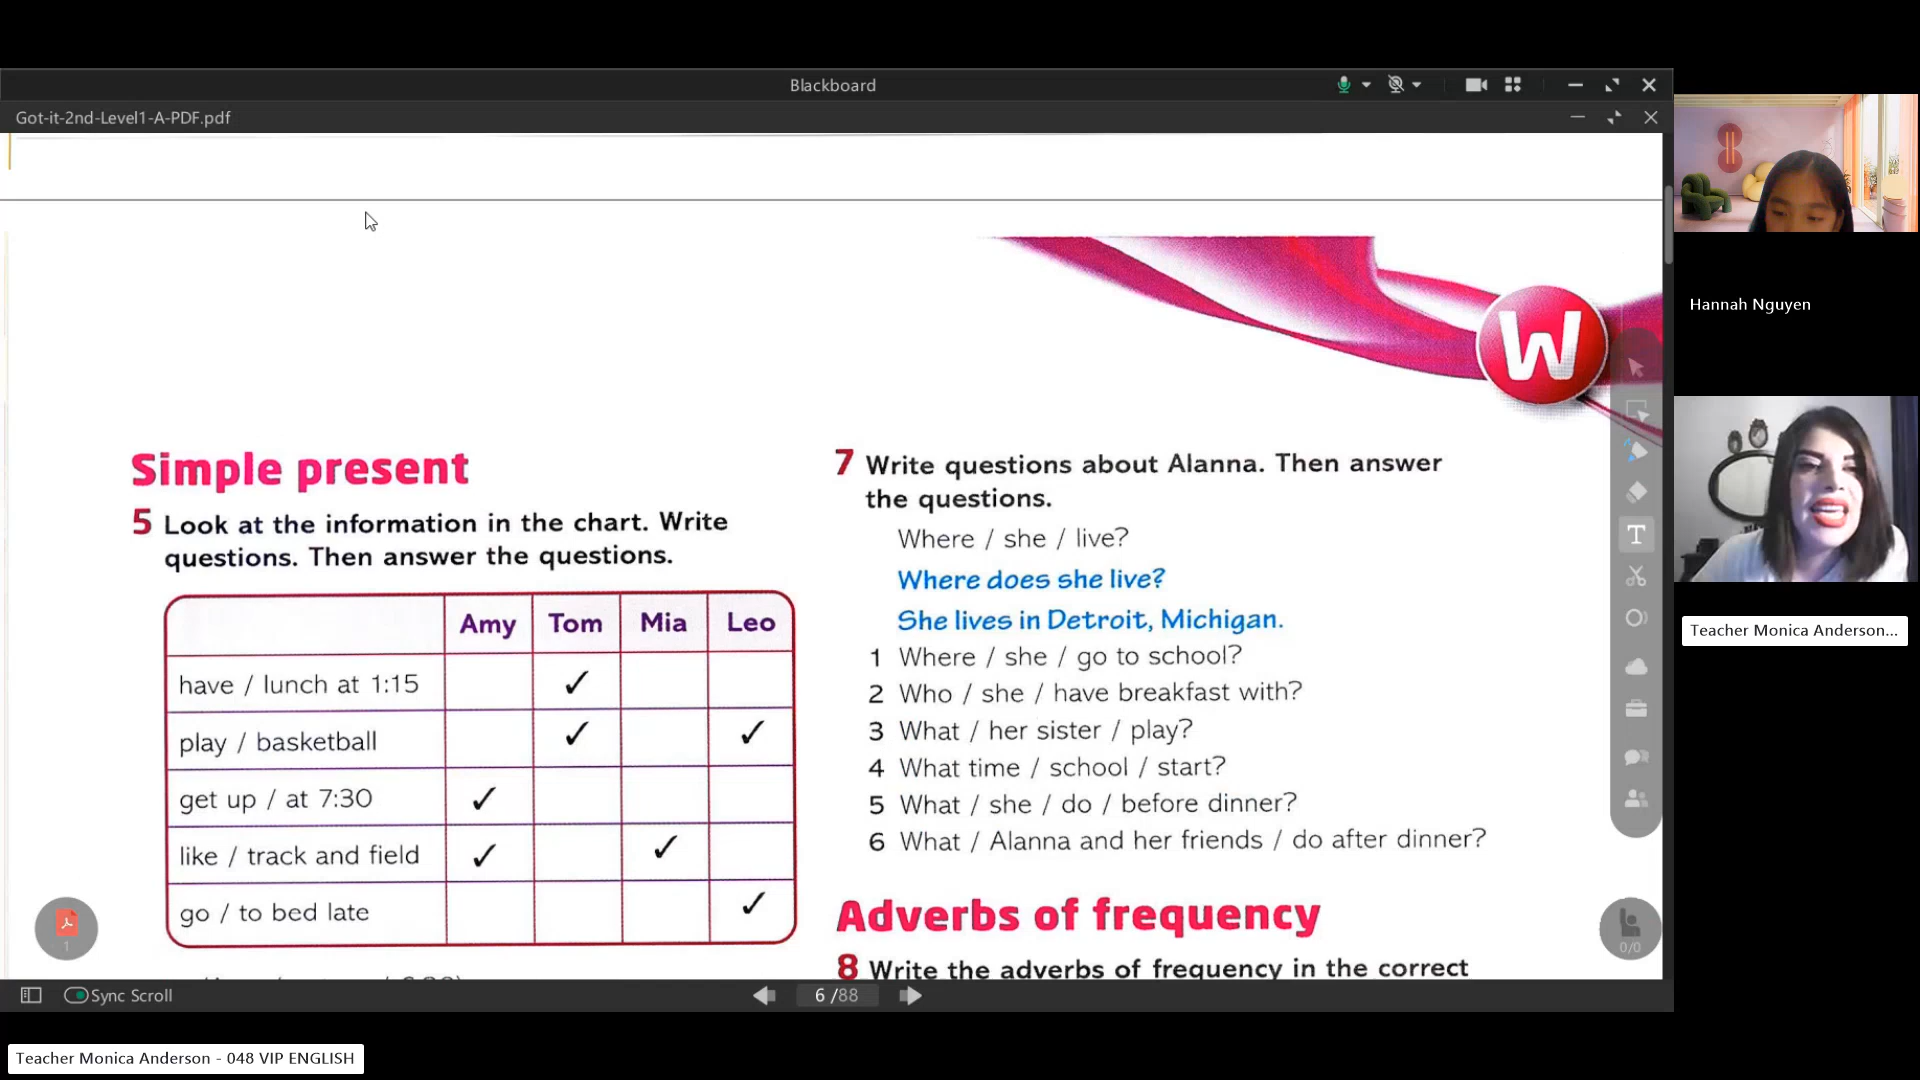 Blackboard
Got-it-2nd-Level1-A-PDF.pdf
W
Simple present
5 Look at the information in the chart. Write
questions. Then answer the questions.
Amy Tom Mia Leo
have / lunch at 1:15 ✓
play / basketball ✓ ✓
get up / at 7:30 ✓
like / track and field ✓ ✓
go / to bed late ✓
7 Write questions about Alanna. Then answer
the questions.
Where / she / live?
Where does she live?
She lives in Detroit, Michigan.
1 Where / she / go to school?
2 Who / she / have breakfast with?
3 What / her sister / play?
4 What time / school / start?
5 What / she / do / before dinner?
6 What / Alanna and her friends / do after dinner?
Adverbs of frequency
8 Write the adverbs of frequency in the correct
T
1
0/0
Sync Scroll
6 /88
Hannah Nguyen
Teacher Monica Anderson...
Teacher Monica Anderson - 048 VIP ENGLISH